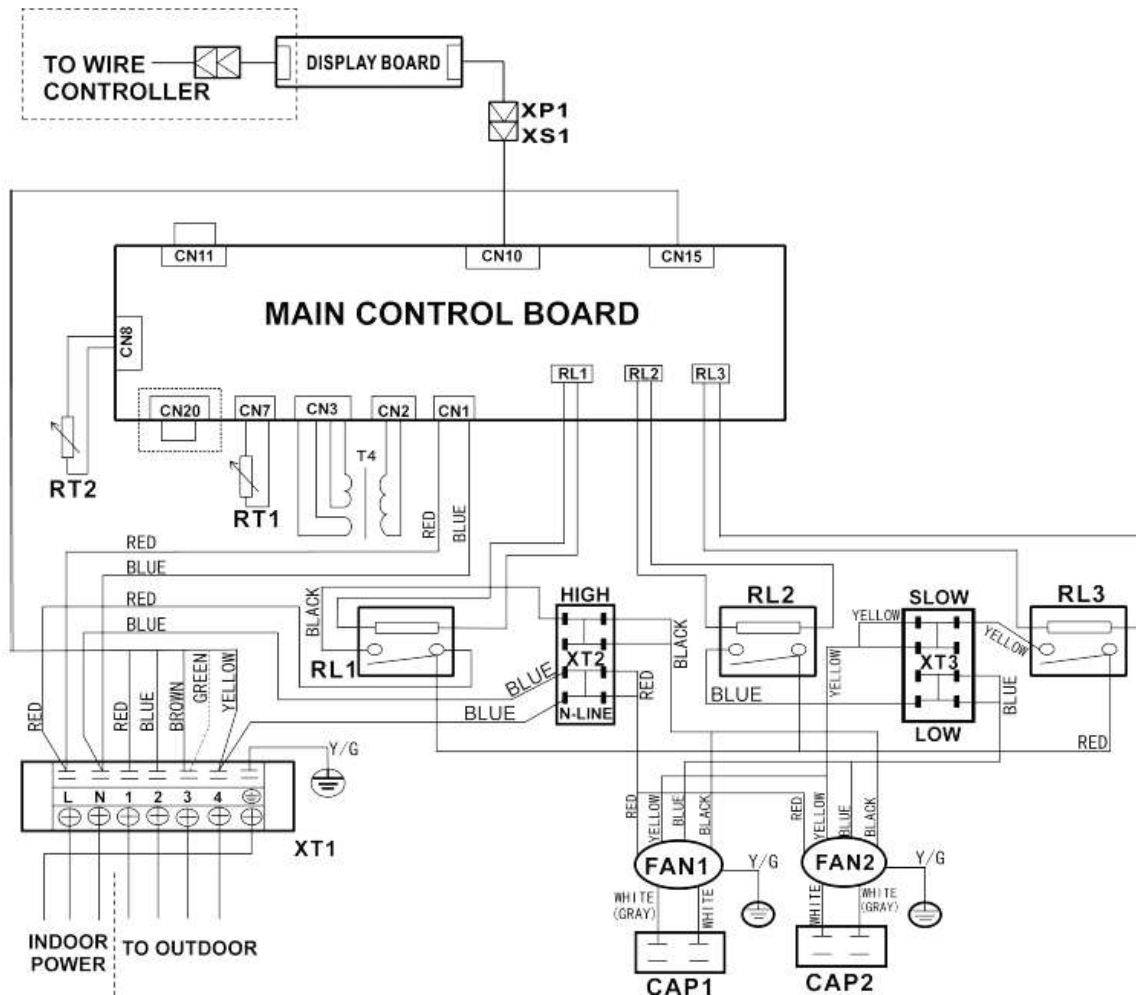 TO WIRE
CONTROLLER
DISPLAY BOARD
XP1
XS1
CN11
CN10
CN15
MAIN CONTROL BOARD
CN8
RL1
RL2
RL3
CN20
CN7
CN3
CN2
CN1
RT2
RT1
T4
RED
BLUE
RED
BLUE
RED
BLUE
BLACK
RL1
HIGH
XT2
N-LINE
BLUE
BLUE
BLACK
RED
RL2
YELLOW
YELLOW
BLUE
SLOW
XT3
LOW
YELLOW
BLUE
RL3
RED
RED
RED
BLUE
BROWN
GREEN
YELLOW
Y/G
L N 1 2 3 4
XT1
INDOOR
POWER
TO OUTDOOR
RED
YELLOW
BLUE
BLACK
FAN1
Y/G
WHITE
(GRAY)
WHITE
CAP1
RED
YELLOW
BLUE
BLACK
FAN2
Y/G
WHITE
WHITE
(GRAY)
CAP2